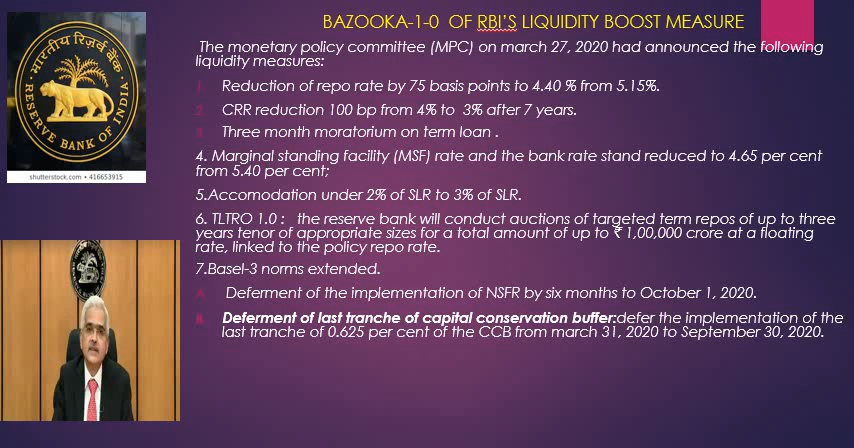 BAZOOKA-1-0 OF RBI'S LIQUIDITY BOOST MEASURE
The monetary policy committee (MPC) on march 27, 2020 had announced the following
liquidity measures:
1. Reduction of repo rate by 75 basis points to 4.40 % from 5.15%.
2. CRR reduction 100 bp from 4% to 3% after 7 years.
3. Three month moratorium on term loan .
4. Marginal standing facility (MSF) rate and the bank rate stand reduced to 4.65 per cent
from 5.40 per cent;
5.Accomodation under 2% of SLR to 3% of SLR.
6. TLTRO 1.0 : the reserve bank will conduct auctions of targeted term repos of up to three
years tenor of appropriate sizes for a total amount of up to ₹ 1,00,000 crore at a floating
rate, linked to the policy repo rate.
7.Basel-3 norms extended.
Deferment of the implementation of NSFR by six months to October 1, 2020.
Deferment of last tranche of capital conservation buffer:defer the implementation of the
last tranche of 0.625 per cent of the CCB from march 31, 2020 to September 30, 2020.
भारतीय रिज़र्व बैंक
RESERVE BANK OF INDIA
shutterstock.com • 416653915